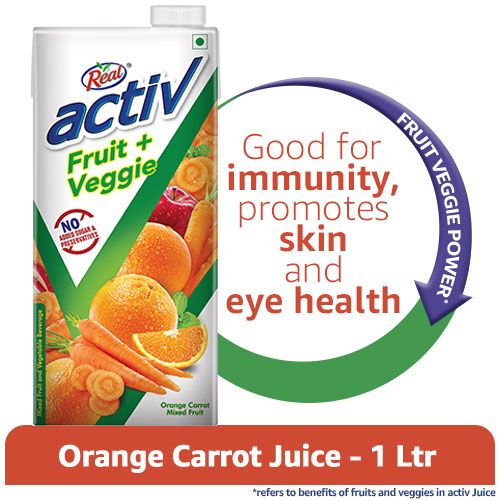 Real
activ
Fruit +
Veggie
NO
ADDED SUGAR &
PRESERVATIVES
Mixed Fruit and Vegetable Beverage
Orange Carrot
Mixed Fruit
Good for
immunity,
promotes
skin
and
eye health
FRUIT VEGGIE POWER*
Orange Carrot Juice - 1 Ltr
*refers to benefits of fruits and veggies in activ Juice